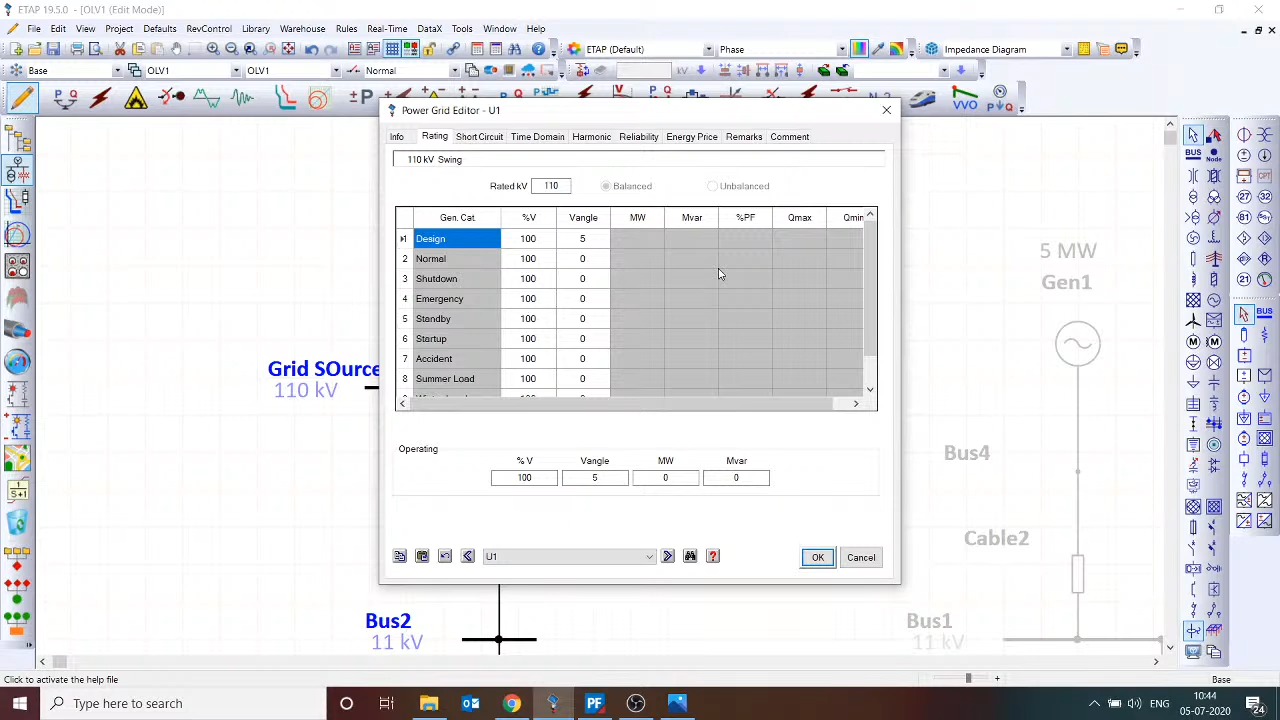 ETAP 19.5.0 - [OLV1 (Edit Mode)]
File Edit View Project Defaults RevControl Library Warehouse Rules Real-Time DataX Tools Window Help
ETAP (Default) Phase Impedance Diagram
Base OLV1 OLV1 Normal
VVO
Power Grid Editor - U1
Info Rating Short Circuit Time Domain Harmonic Reliability Energy Price Remarks Comment
110 kV Swing
Rated kV 110 Balanced Unbalanced
Gen. Cat %V Vangle MW Mvar %PF Qmax Qmin
1 Design 100 5
2 Normal 100 0
3 Shutdown 100 0
4 Emergency 100 0
5 Standby 100 0
6 Startup 100 0
7 Accident 100 0
8 Summer Load 100 0
Operating
% V Vangle MW Mvar
100 5 0 0
U1
OK Cancel
Grid SOurce
110 kV
Bus2
11 kV
5 MW
Gen1
Bus4
Cable2
Bus1
11 kV
BUS
Node
BUS
Click to activate the help file
Base
Type here to search
ENG
10:44
05-07-2020
24